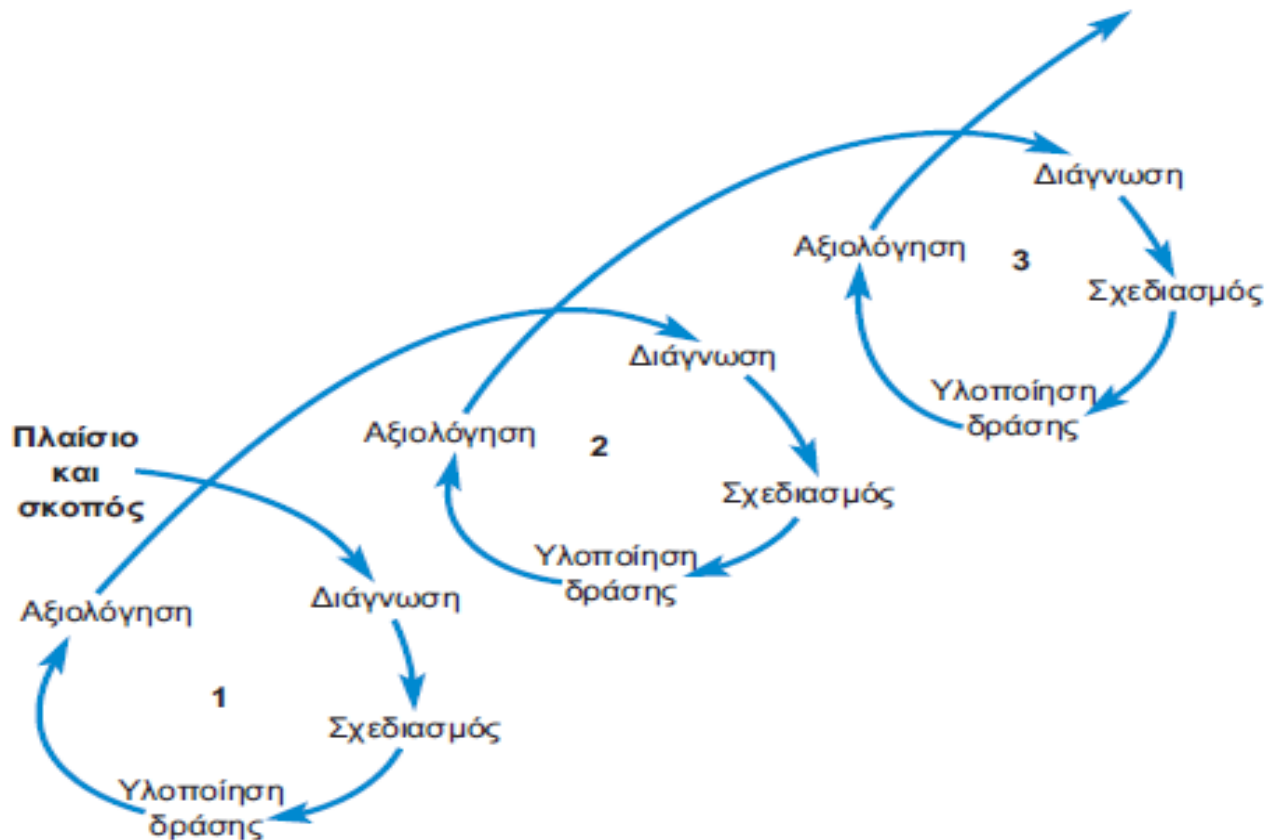 Διάγνωση
Αξιολόγηση
3
Σχεδιασμός
Υλοποίηση
δράσης
Διάγνωση
Αξιολόγηση
2
Σχεδιασμός
Υλοποίηση
δράσης
Πλαίσιο
και
σκοπός
Διάγνωση
Αξιολόγηση
1
Σχεδιασμός
Υλοποίηση
δράσης